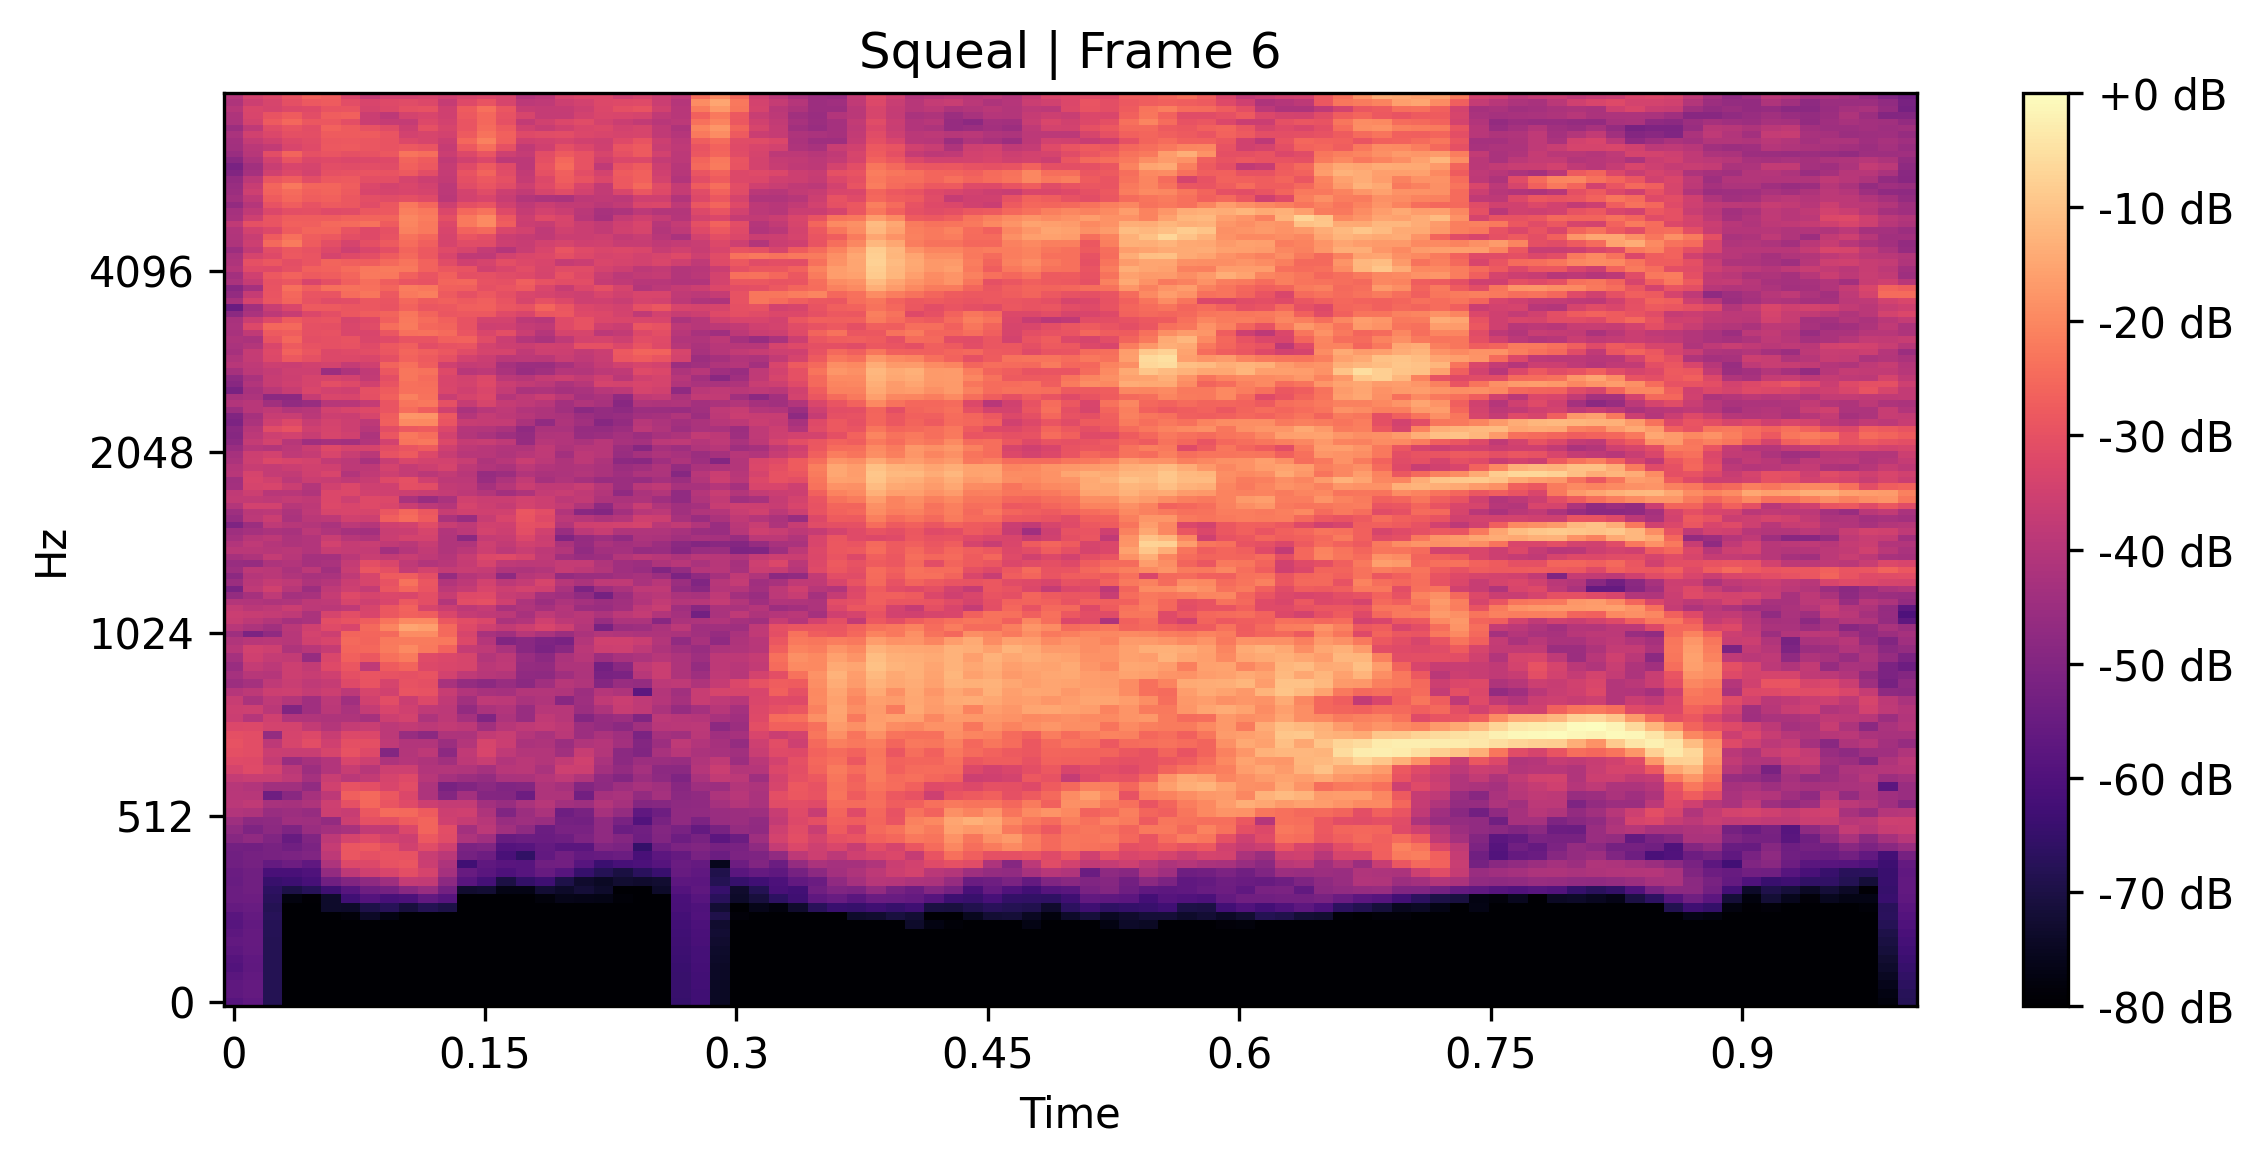 Squeal | Frame 6
+0 dB
-10 dB
-20 dB
-30 dB
-40 dB
-50 dB
-60 dB
-70 dB
-80 dB
Hz
4096
2048
1024
512
0
0 0.15 0.3 0.45 0.6 0.75 0.9
Time